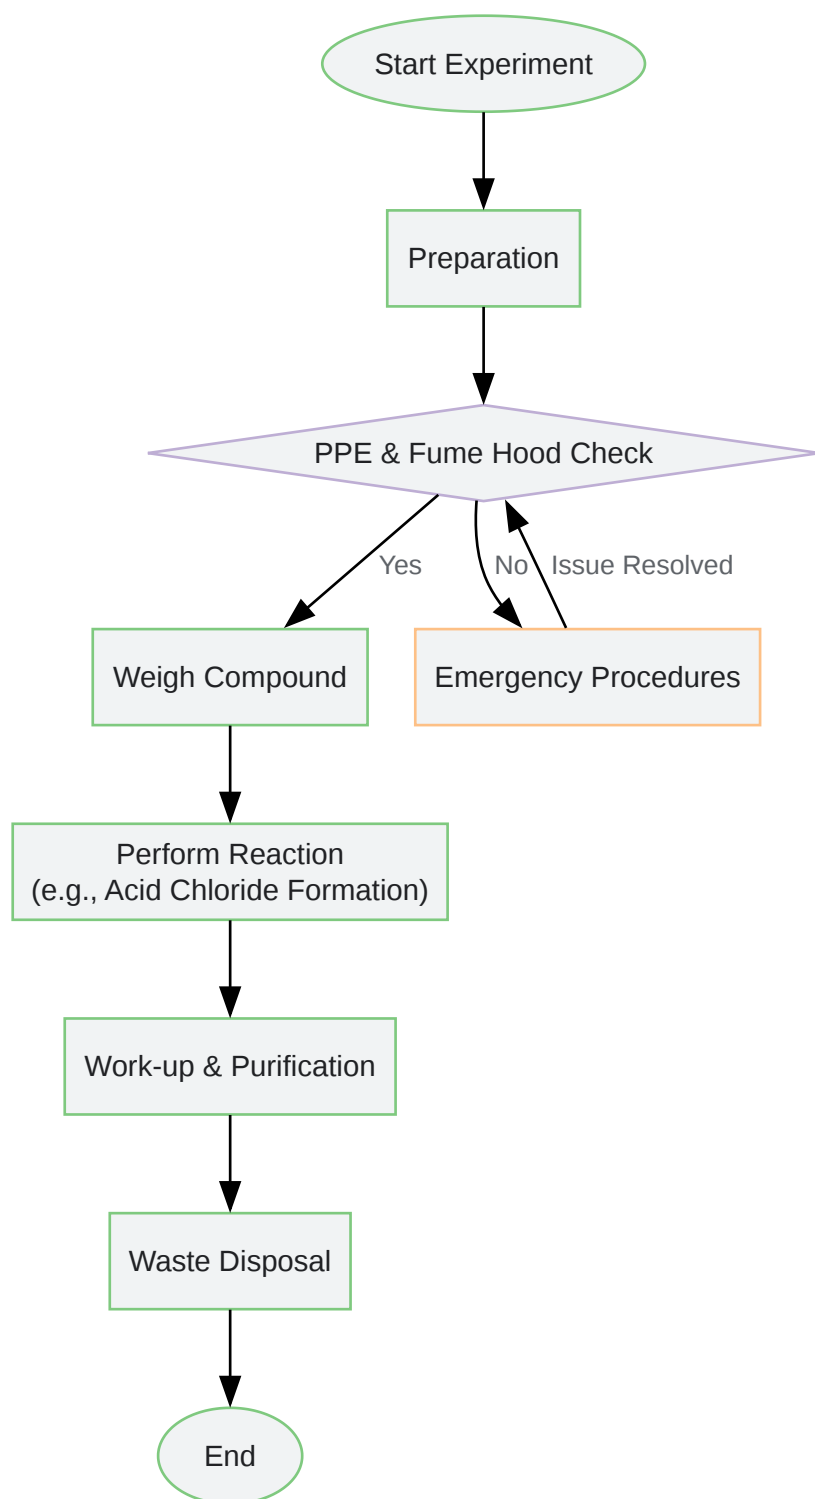 Start Experiment
Preparation
PPE & Fume Hood Check
Yes
No
Issue Resolved
Weigh Compound
Emergency Procedures
Perform Reaction
(e.g., Acid Chloride Formation)
Work-up & Purification
Waste Disposal
End